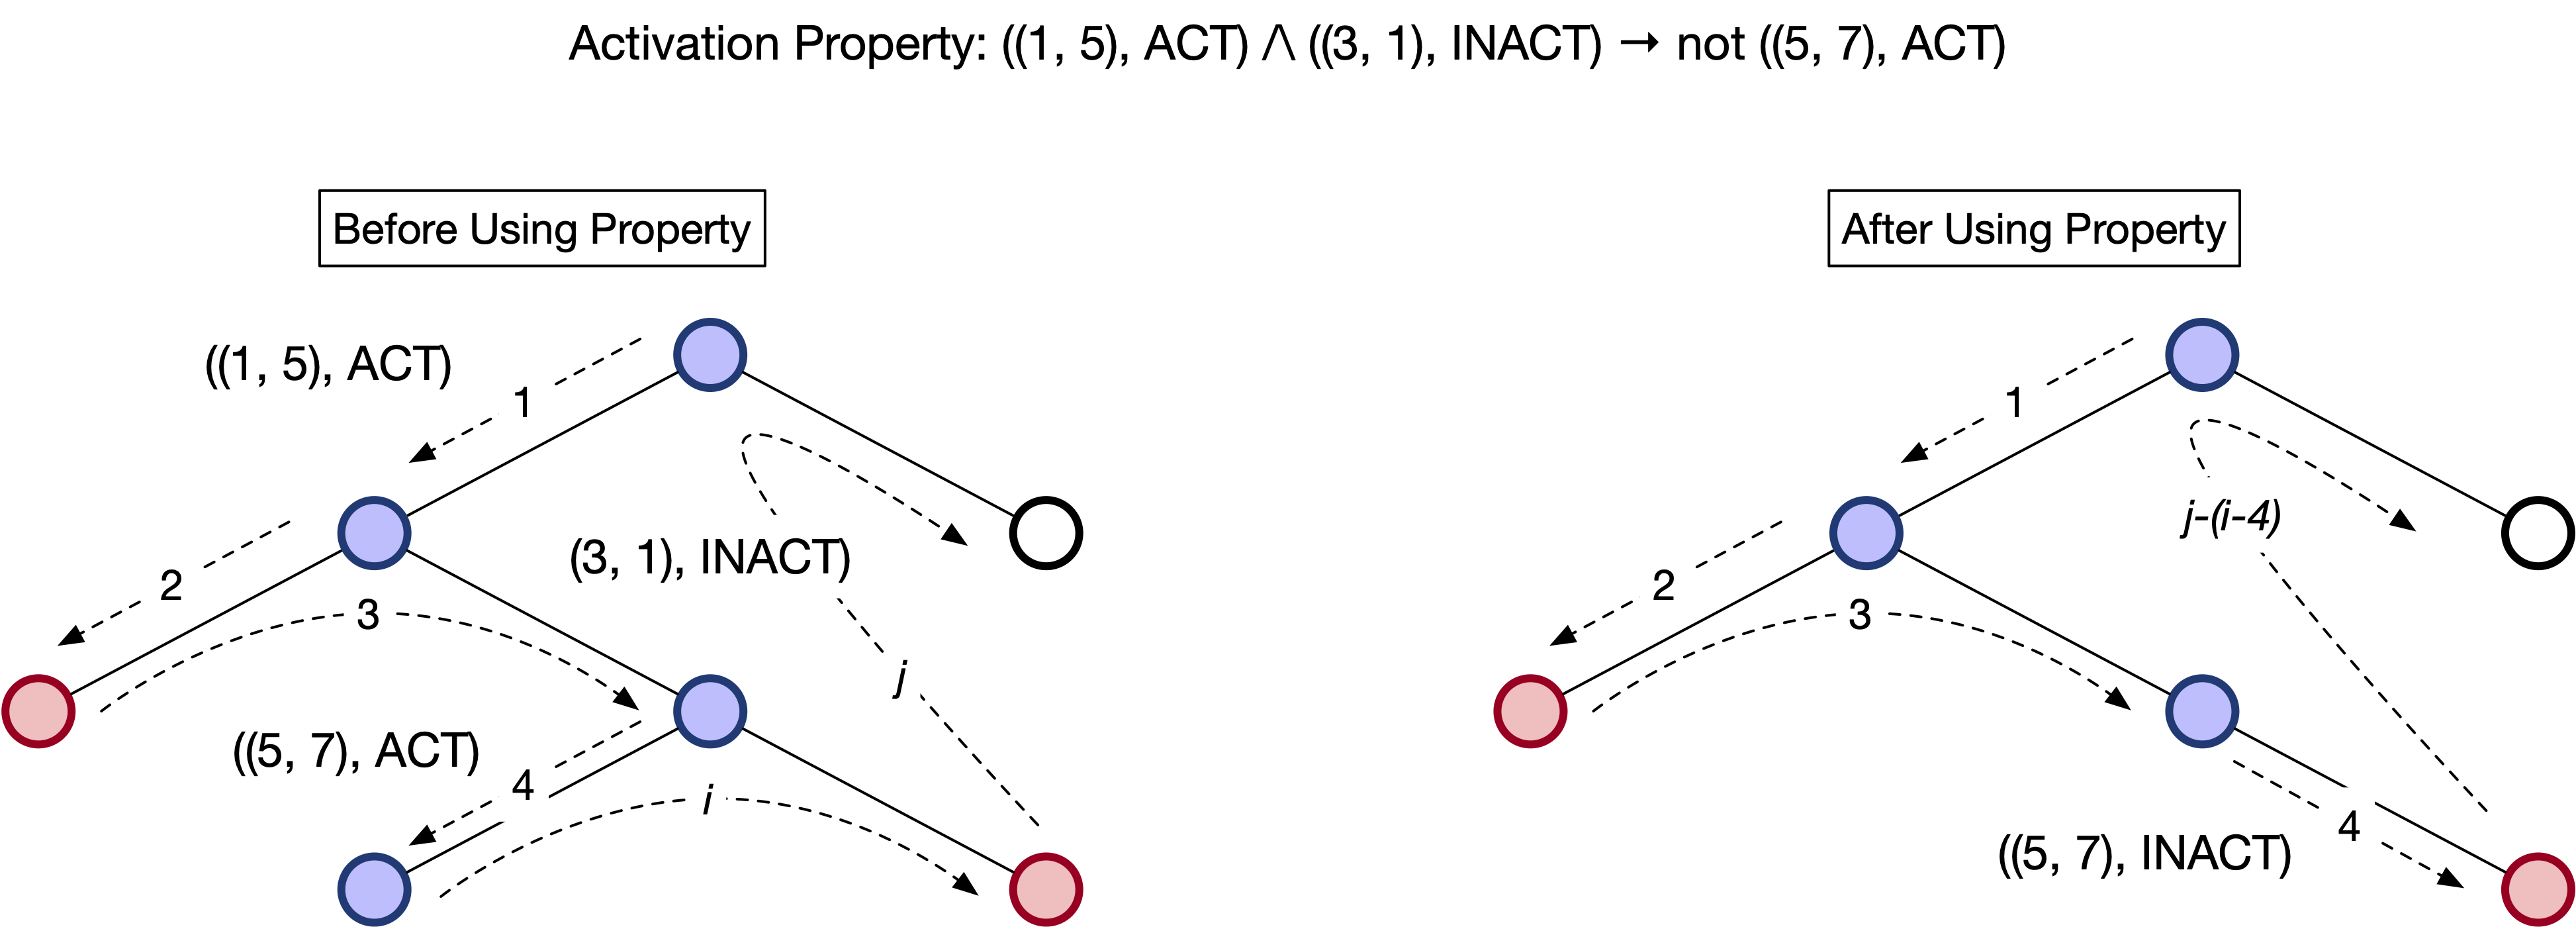 Activation Property: ((1, 5), ACT) ⋀ ((3, 1), INACT) → not ((5, 7), ACT)
Before Using Property
((1, 5), ACT)
1
2
3
(3, 1), INACT)
j
((5, 7), ACT)
4
i
After Using Property
1
j-(i-4)
2
3
4
((5, 7), INACT)